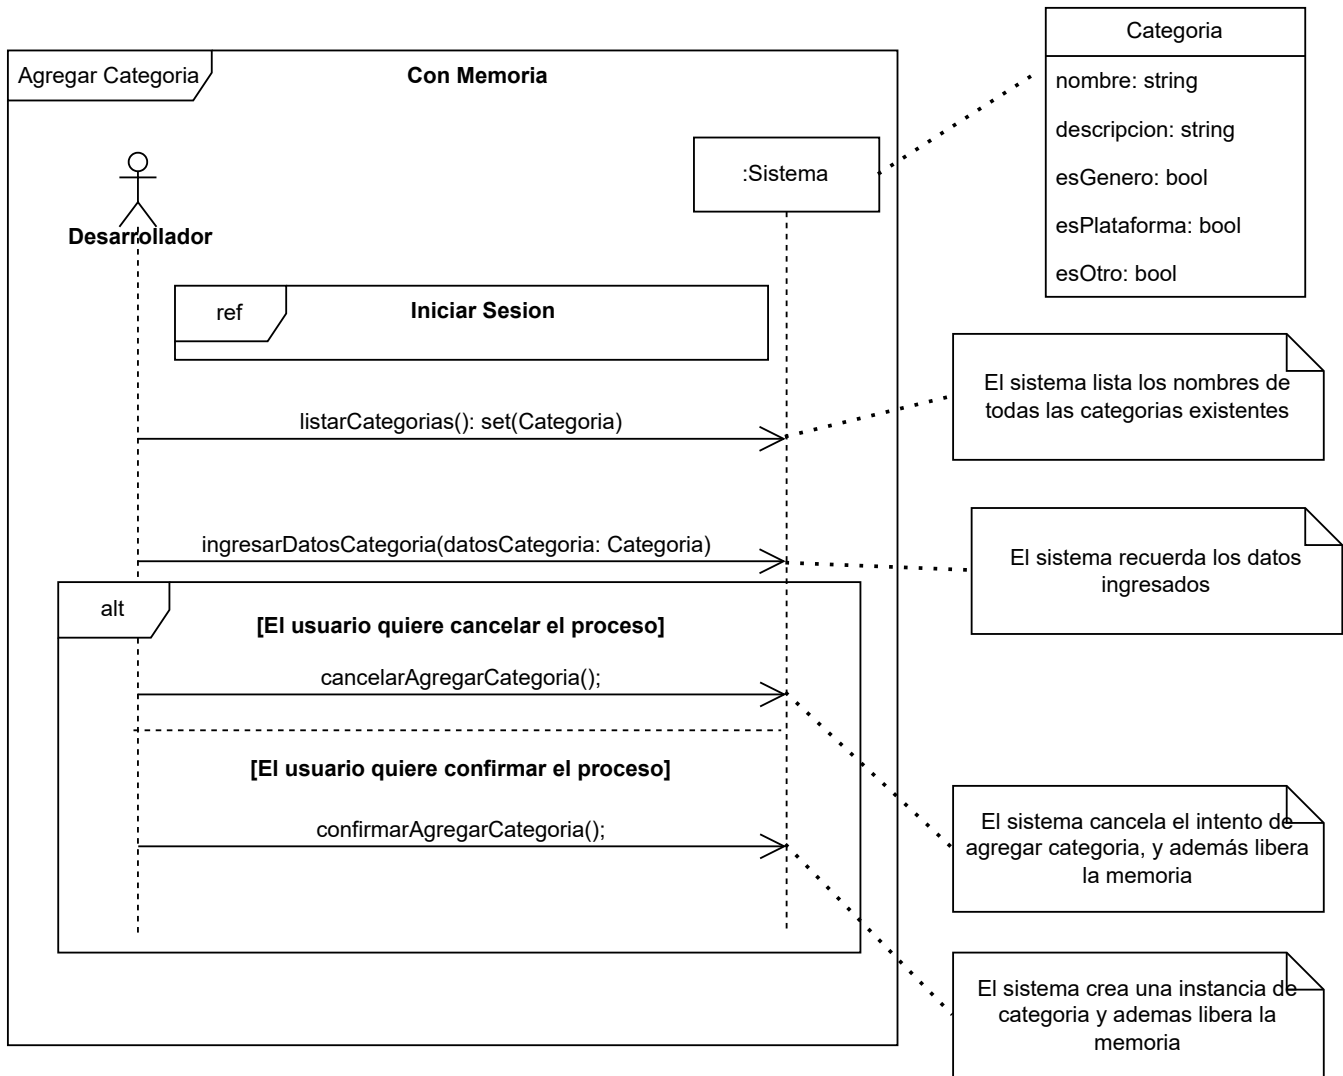 Categoria
nombre: string
descripcion: string
esGenero: bool
esPlataforma: bool
esOtro: bool
Agregar Categoria
Con Memoria
:Sistema
Desarrollador
ref
Iniciar Sesion
El sistema lista los nombres de
todas las categorias existentes
listarCategorias(): set(Categoria)
ingresarDatosCategoria(datosCategoria: Categoria)
El sistema recuerda los datos
ingresados
alt
[El usuario quiere cancelar el proceso]
cancelarAgregarCategoria();
[El usuario quiere confirmar el proceso]
confirmarAgregarCategoria();
El sistema cancela el intento de
agregar categoria, y además libera
la memoria
El sistema crea una instancia de
categoria y ademas libera la
memoria